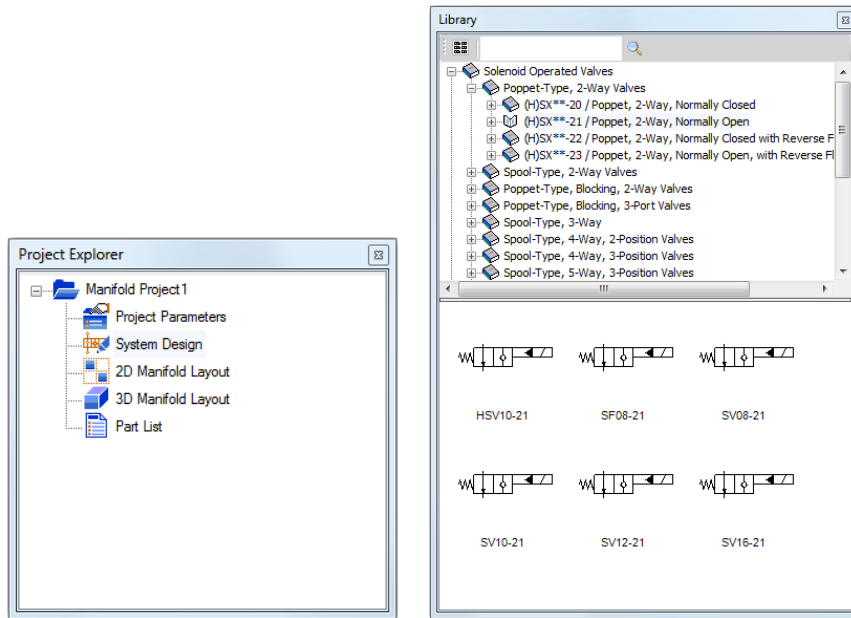 Project Explorer
Manifold Project1
Project Parameters
System Design
2D Manifold Layout
3D Manifold Layout
Part List
Library
Solenoid Operated Valves
Poppet-Type, 2-Way Valves
(H)SX**-20 / Poppet, 2-Way, Normally Closed
(H)SX**-21 / Poppet, 2-Way, Normally Open
(H)SX**-22 / Poppet, 2-Way, Normally Closed with Reverse F
(H)SX**-23 / Poppet, 2-Way, Normally Open, with Reverse Fl
Spool-Type, 2-Way Valves
Poppet-Type, Blocking, 2-Way Valves
Poppet-Type, Blocking, 3-Port Valves
Spool-Type, 3-Way
Spool-Type, 4-Way, 2-Position Valves
Spool-Type, 4-Way, 3-Position Valves
Spool-Type, 5-Way, 3-Position Valves
HSV10-21 SF08-21 SV08-21
SV10-21 SV12-21 SV16-21